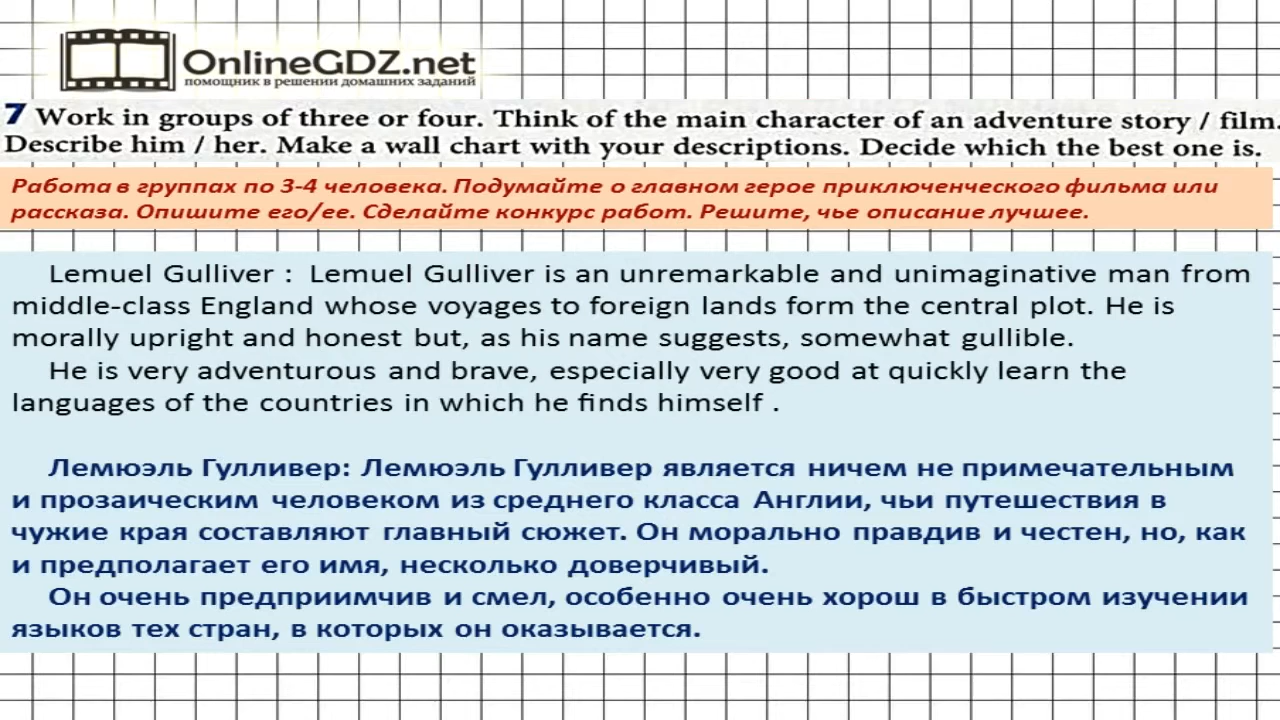 OnlineGDZ.net
помощник в решении домашних заданий
7 Work in groups of three or four. Think of the main character of an adventure story / film.
Describe him / her. Make a wall chart with your descriptions. Decide which the best one is.
Работа в группах по 3-4 человека. Подумайте о главном герое приключенческого фильма или
рассказа. Опишите его/ее. Сделайте конкурс работ. Решите, чье описание лучшее.
Lemuel Gulliver : Lemuel Gulliver is an unremarkable and unimaginative man from
middle-class England whose voyages to foreign lands form the central plot. He is
morally upright and honest but, as his name suggests, somewhat gullible.
He is very adventurous and brave, especially very good at quickly learn the
languages of the countries in which he finds himself .
Лемюэль Гулливер: Лемюэль Гулливер является ничем не примечательным
и прозаическим человеком из среднего класса Англии, чьи путешествия в
чужие края составляют главный сюжет. Он морально правдив и честен, но, как
и предполагает его имя, несколько доверчивый.
Он очень предприимчив и смел, особенно очень хорош в быстром изучении
языков тех стран, в которых он оказывается.